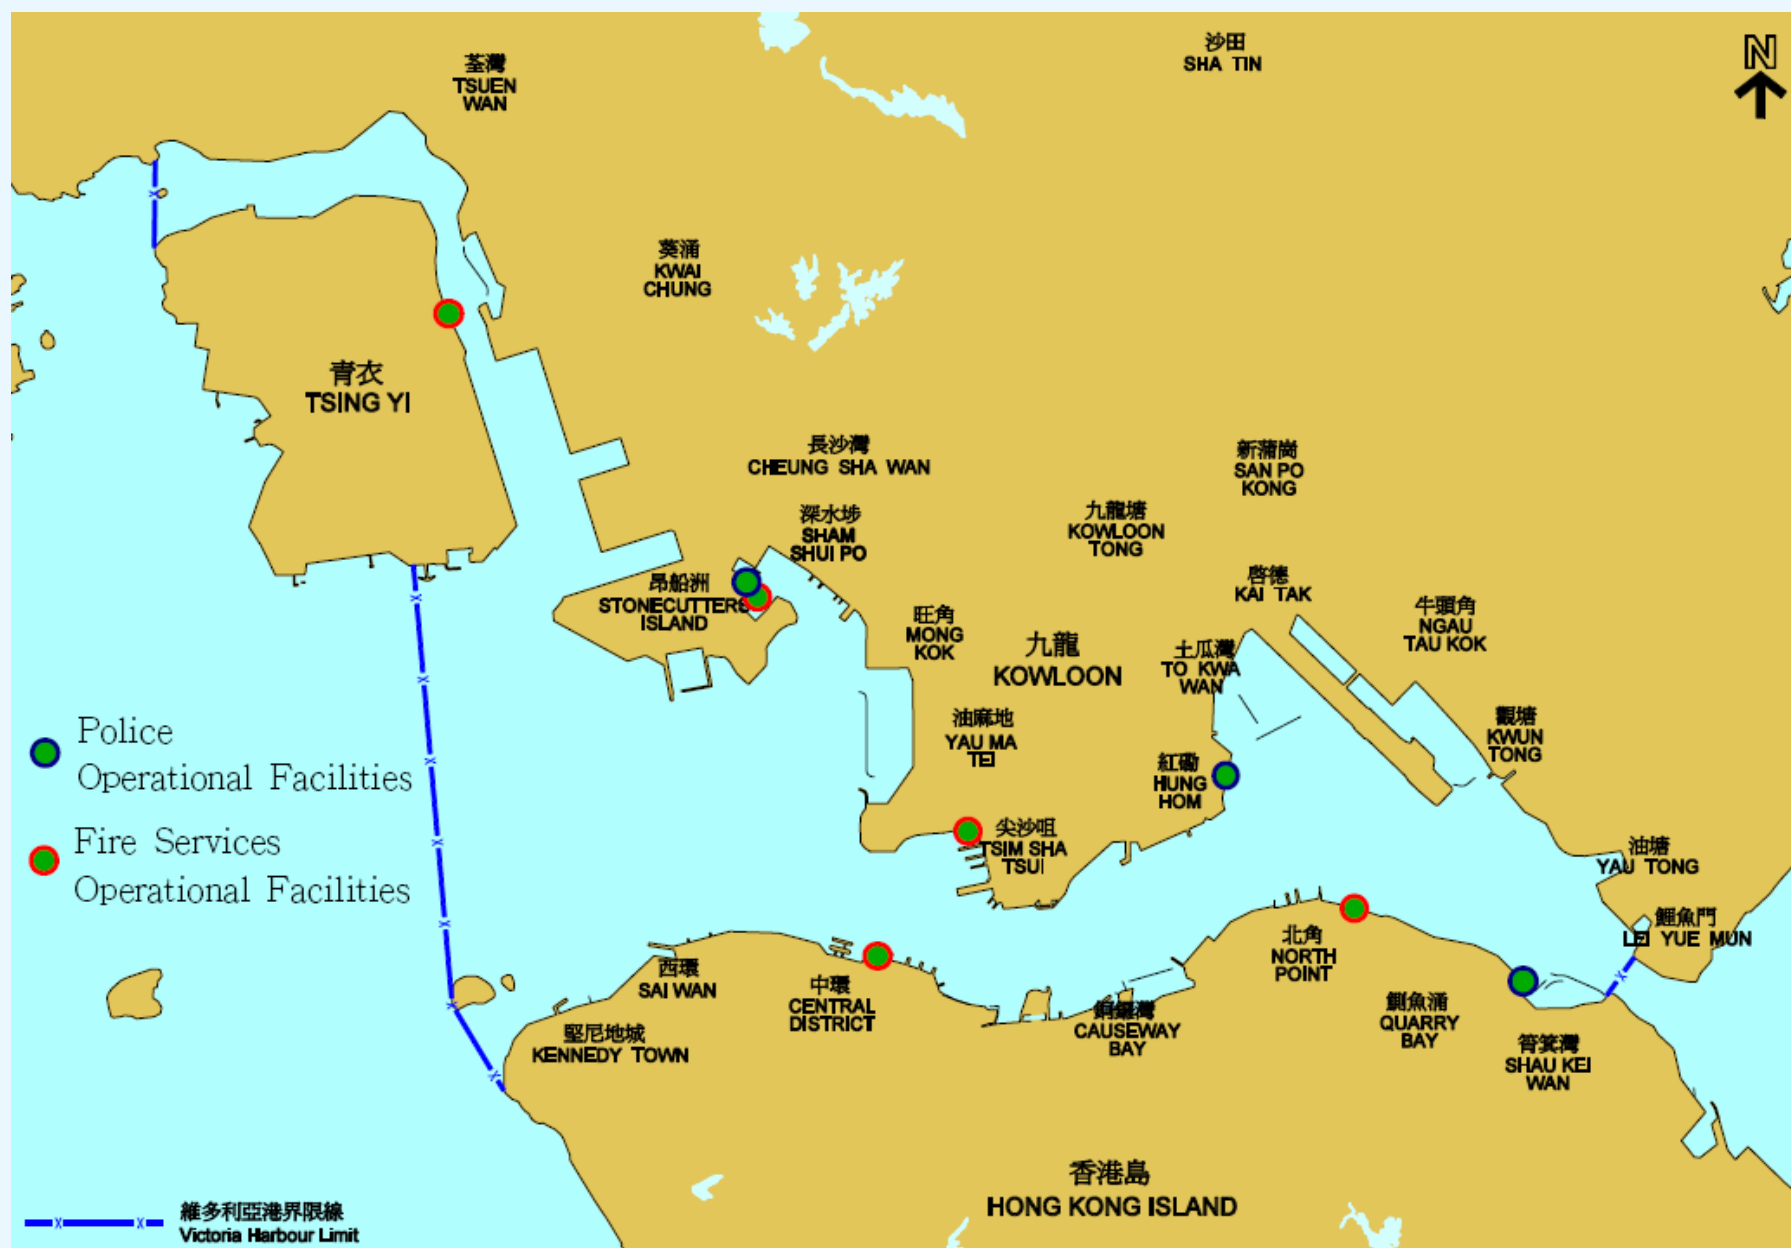 沙田
SHA TIN
N
荃灣
TSUEN
WAN
葵涌
KWAI
CHUNG
青衣
TSING YI
長沙灣
CHEUNG SHA WAN
新蒲崗
SAN PO
KONG
深水埗
SHAM
SHUI PO
九龍塘
KOWLOON
TONG
昂船洲
STONECUTTERS
ISLAND
啓德
KAI TAK
旺角
MONG
KOK
九龍
KOWLOON
土瓜灣
TO KWA
WAN
牛頭角
NGAU
TAU KOK
油麻地
YAU MA
TEI
觀塘
KWUN
TONG
紅磡
HUNG
HOM
Police
Operational Facilities
Fire Services
Operational Facilities
尖沙咀
TSIM SHA
TSUI
油塘
YAU TONG
鯉魚門
LEI YUE MUN
西環
SAI WAN
中環
CENTRAL
DISTRICT
北角
NORTH
POINT
堅尼地城
KENNEDY TOWN
銅鑼灣
CAUSEWAY
BAY
鰂魚涌
QUARRY
BAY
筲箕灣
SHAU KEI
WAN
香港島
HONG KONG ISLAND
維多利亞港界限線
Victoria Harbour Limit